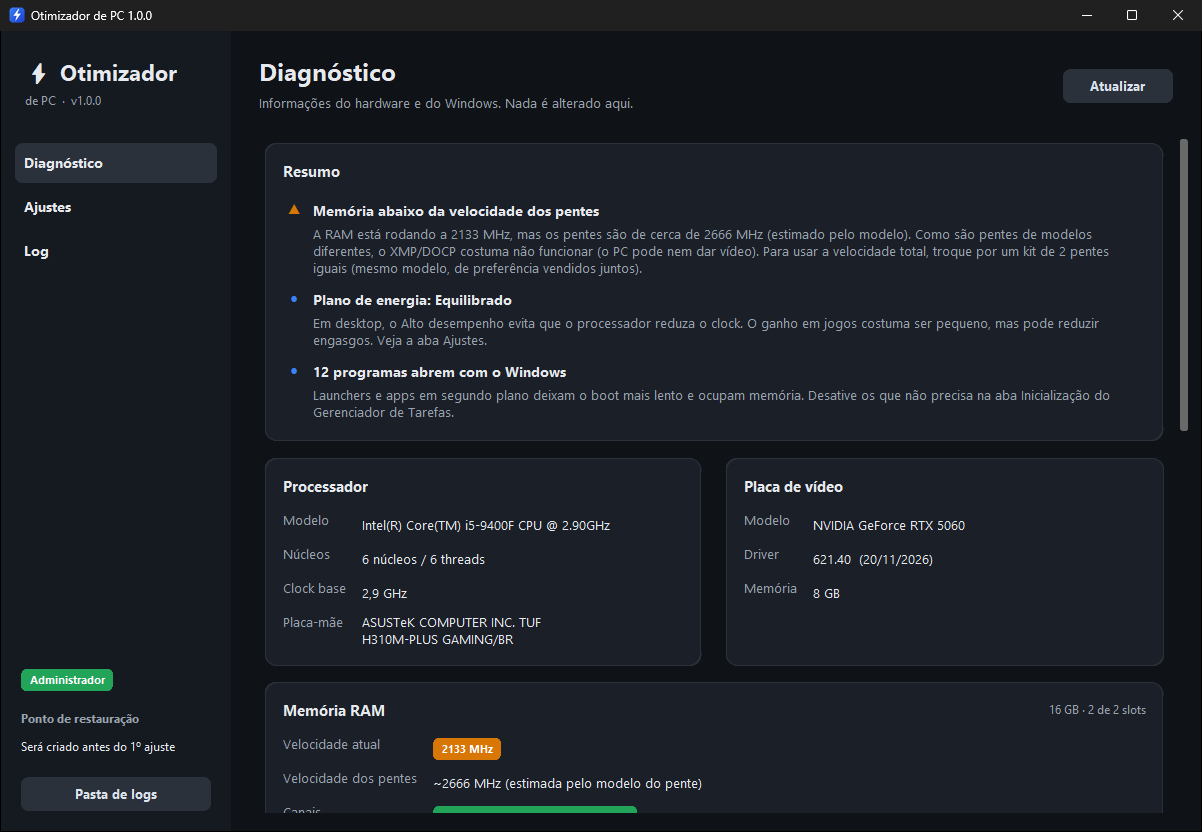 Otimizador de PC 1.0.0
Otimizador
de PC · v1.0.0
Diagnóstico
Ajustes
Log
Administrador
Ponto de restauração
Será criado antes do 1º ajuste
Pasta de logs
Diagnóstico
Informações do hardware e do Windows. Nada é alterado aqui.
Atualizar
Resumo
Memória abaixo da velocidade dos pentes
A RAM está rodando a 2133 MHz, mas os pentes são de cerca de 2666 MHz (estimado pelo modelo). Como são pentes de modelos
diferentes, o XMP/DOCP costuma não funcionar (o PC pode nem dar vídeo). Para usar a velocidade total, troque por um kit de 2 pentes
iguais (mesmo modelo, de preferência vendidos juntos).
Plano de energia: Equilibrado
Em desktop, o Alto desempenho evita que o processador reduza o clock. O ganho em jogos costuma ser pequeno, mas pode reduzir
engasgos. Veja a aba Ajustes.
12 programas abrem com o Windows
Launchers e apps em segundo plano deixam o boot mais lento e ocupam memória. Desative os que não precisa na aba Inicialização do
Gerenciador de Tarefas.
Processador
Modelo Intel(R) Core(TM) i5-9400F CPU @ 2.90GHz
Núcleos 6 núcleos / 6 threads
Clock base 2,9 GHz
Placa-mãe ASUSTeK COMPUTER INC. TUF
H310M-PLUS GAMING/BR
Placa de vídeo
Modelo NVIDIA GeForce RTX 5060
Driver 621.40 (20/11/2026)
Memória 8 GB
Memória RAM
16 GB · 2 de 2 slots
Velocidade atual 2133 MHz
Velocidade dos pentes ~2666 MHz (estimada pelo modelo do pente)
Canais